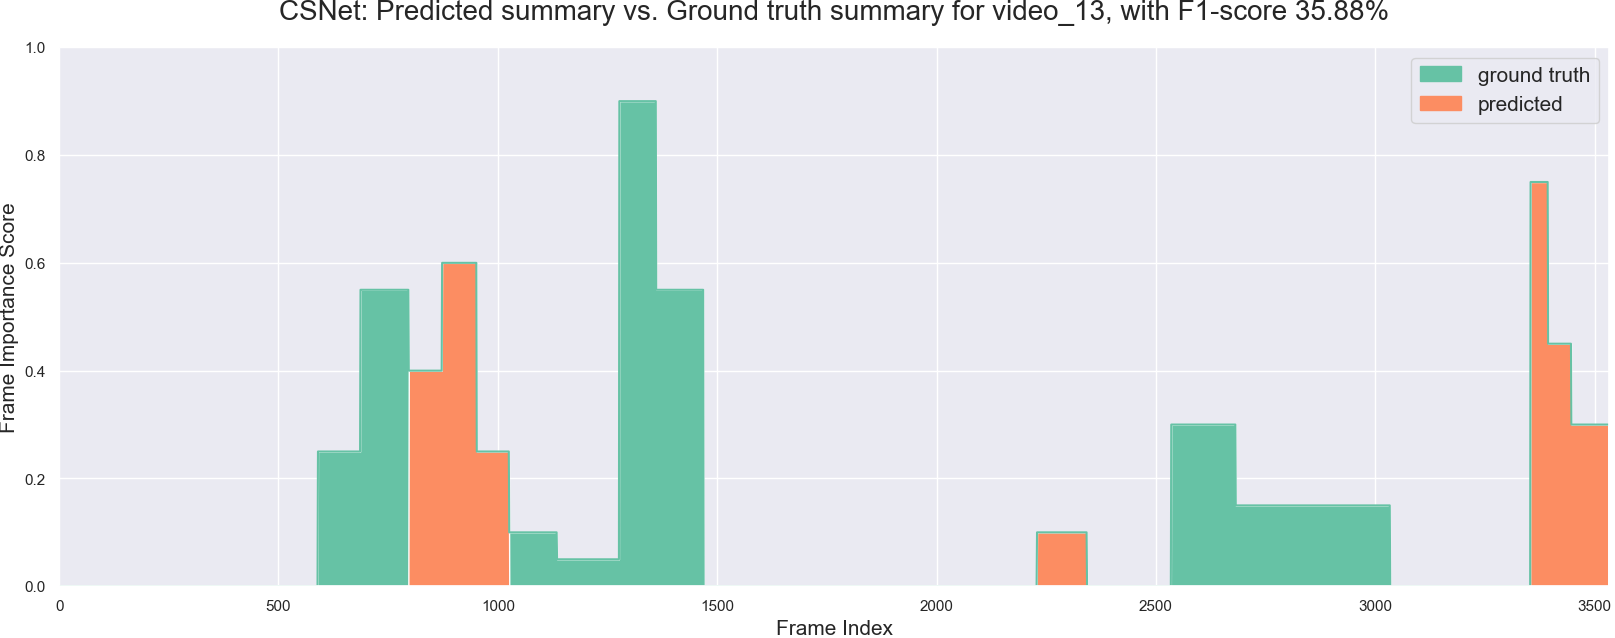 CSNet: Predicted summary vs. Ground truth summary for video_13, with F1-score 35.88%
1.0
ground truth
predicted
0.8
0.6
0.4
0.2
0.0
Frame Importance Score
0 500 1000 1500 2000 2500 3000 3500
Frame Index